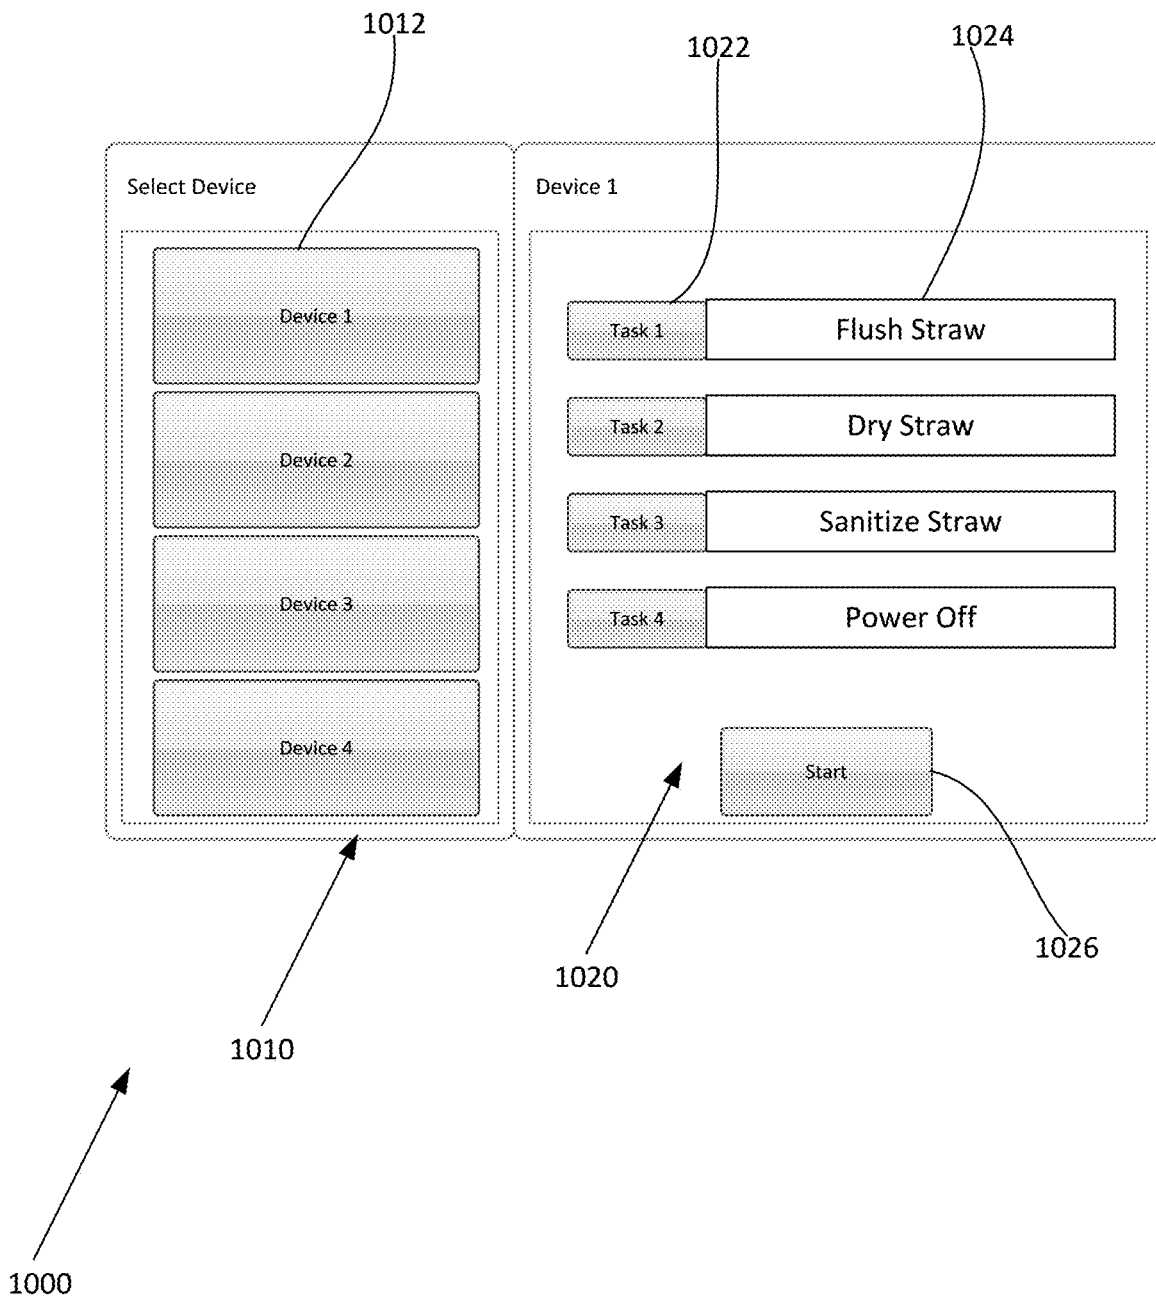 1012
1022
1024
Select Device
Device 1
Device 1
Device 2
Device 3
Device 4
Task 1
Flush Straw
Task 2
Dry Straw
Task 3
Sanitize Straw
Task 4
Power Off
Start
1026
1020
1010
1000